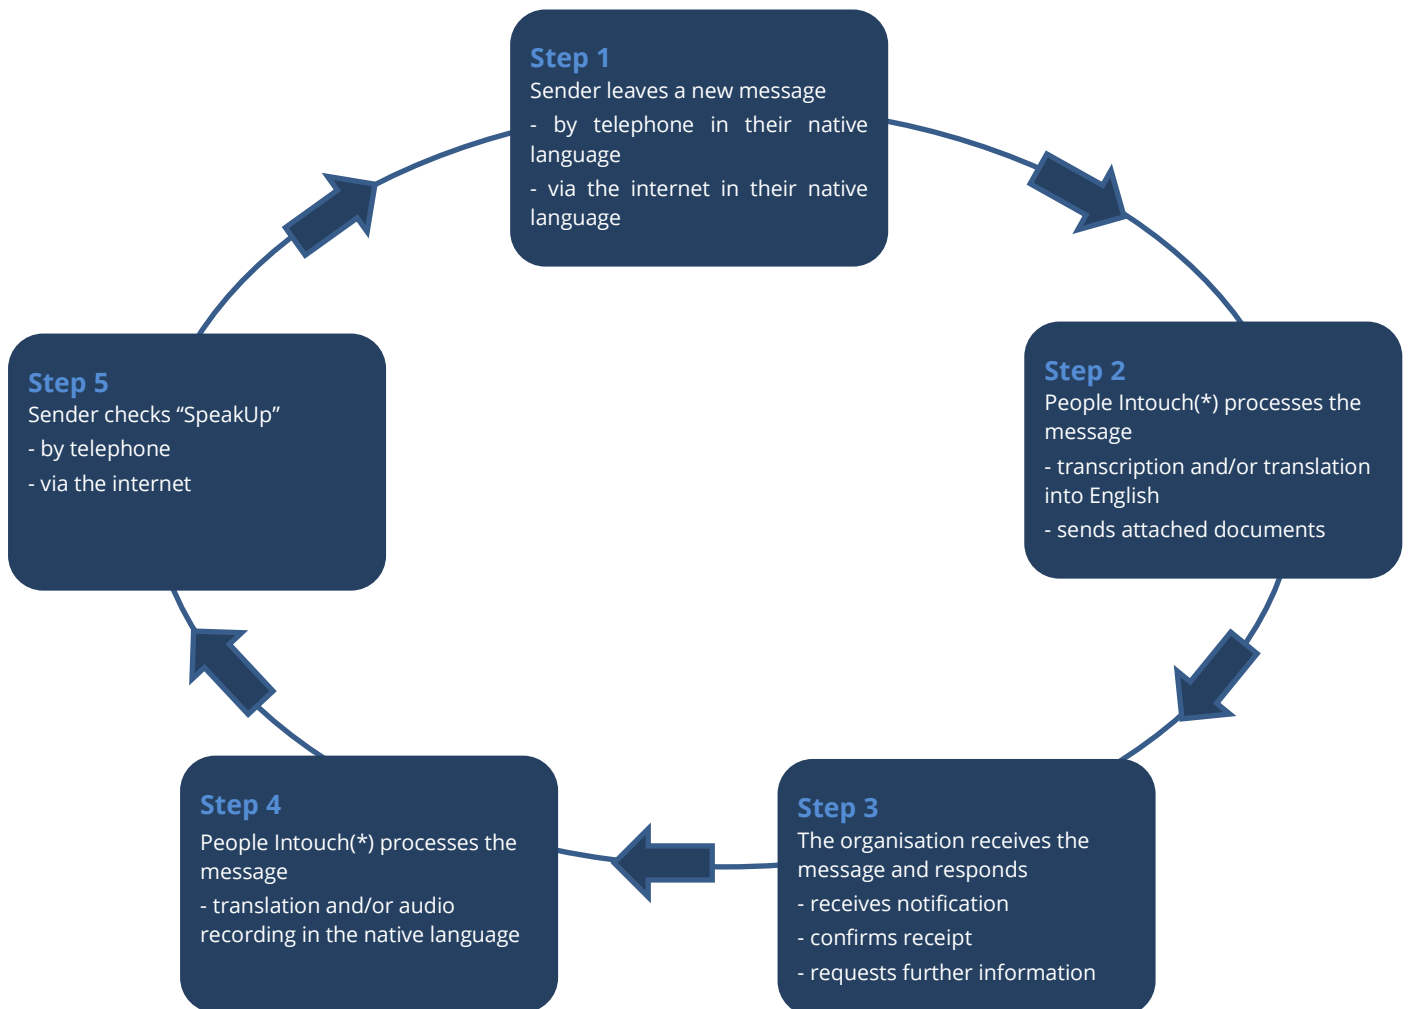 Step 1
Sender leaves a new message
- by telephone in their native
language
- via the internet in their native
language
Step 2
People Intouch(*) processes the
message
- transcription and/or translation
into English
- sends attached documents
Step 3
The organisation receives the
message and responds
- receives notification
- confirms receipt
- requests further information
Step 4
People Intouch(*) processes the
message
- translation and/or audio
recording in the native language
Step 5
Sender checks “SpeakUp”
- by telephone
- via the internet